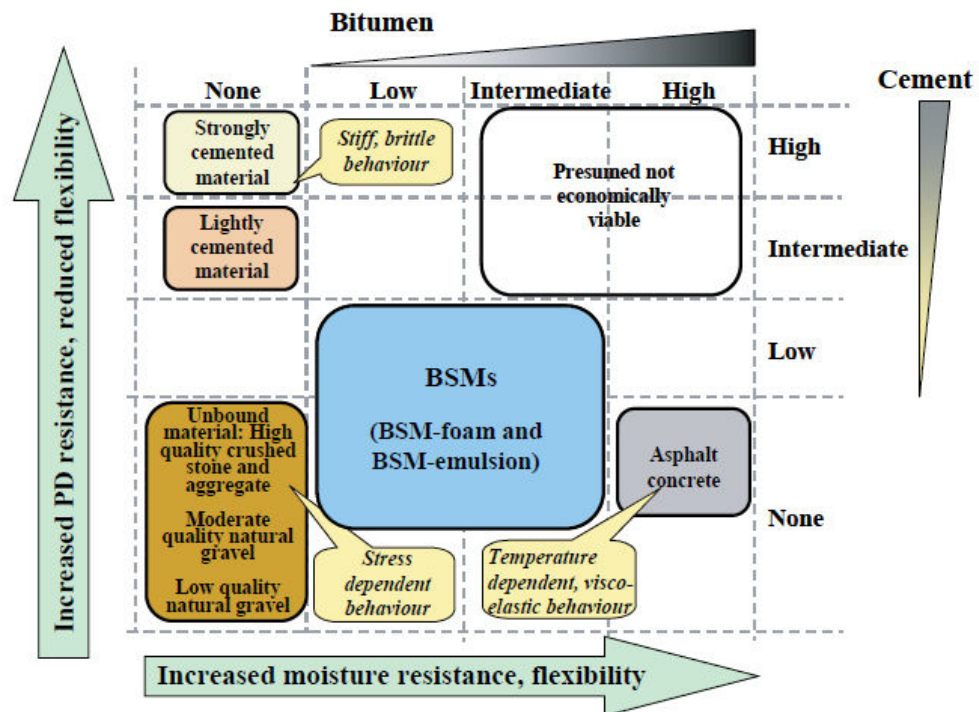 Bitumen
Cement
None
Low
Intermediate
High
Increased PD resistance, reduced flexibility
Strongly
cemented
material
Stiff, brittle
behaviour
Presumed not
economically
viable
High
Lightly
cemented
material
Intermediate
BSMs
(BSM-foam and
BSM-emulsion)
Low
Unbound
material: High
quality crushed
stone and
aggregate
Moderate
quality natural
gravel
Low quality
natural gravel
Asphalt
concrete
None
Stress
dependent
behaviour
Temperature
dependent, visco-
elastic behaviour
Increased moisture resistance, flexibility